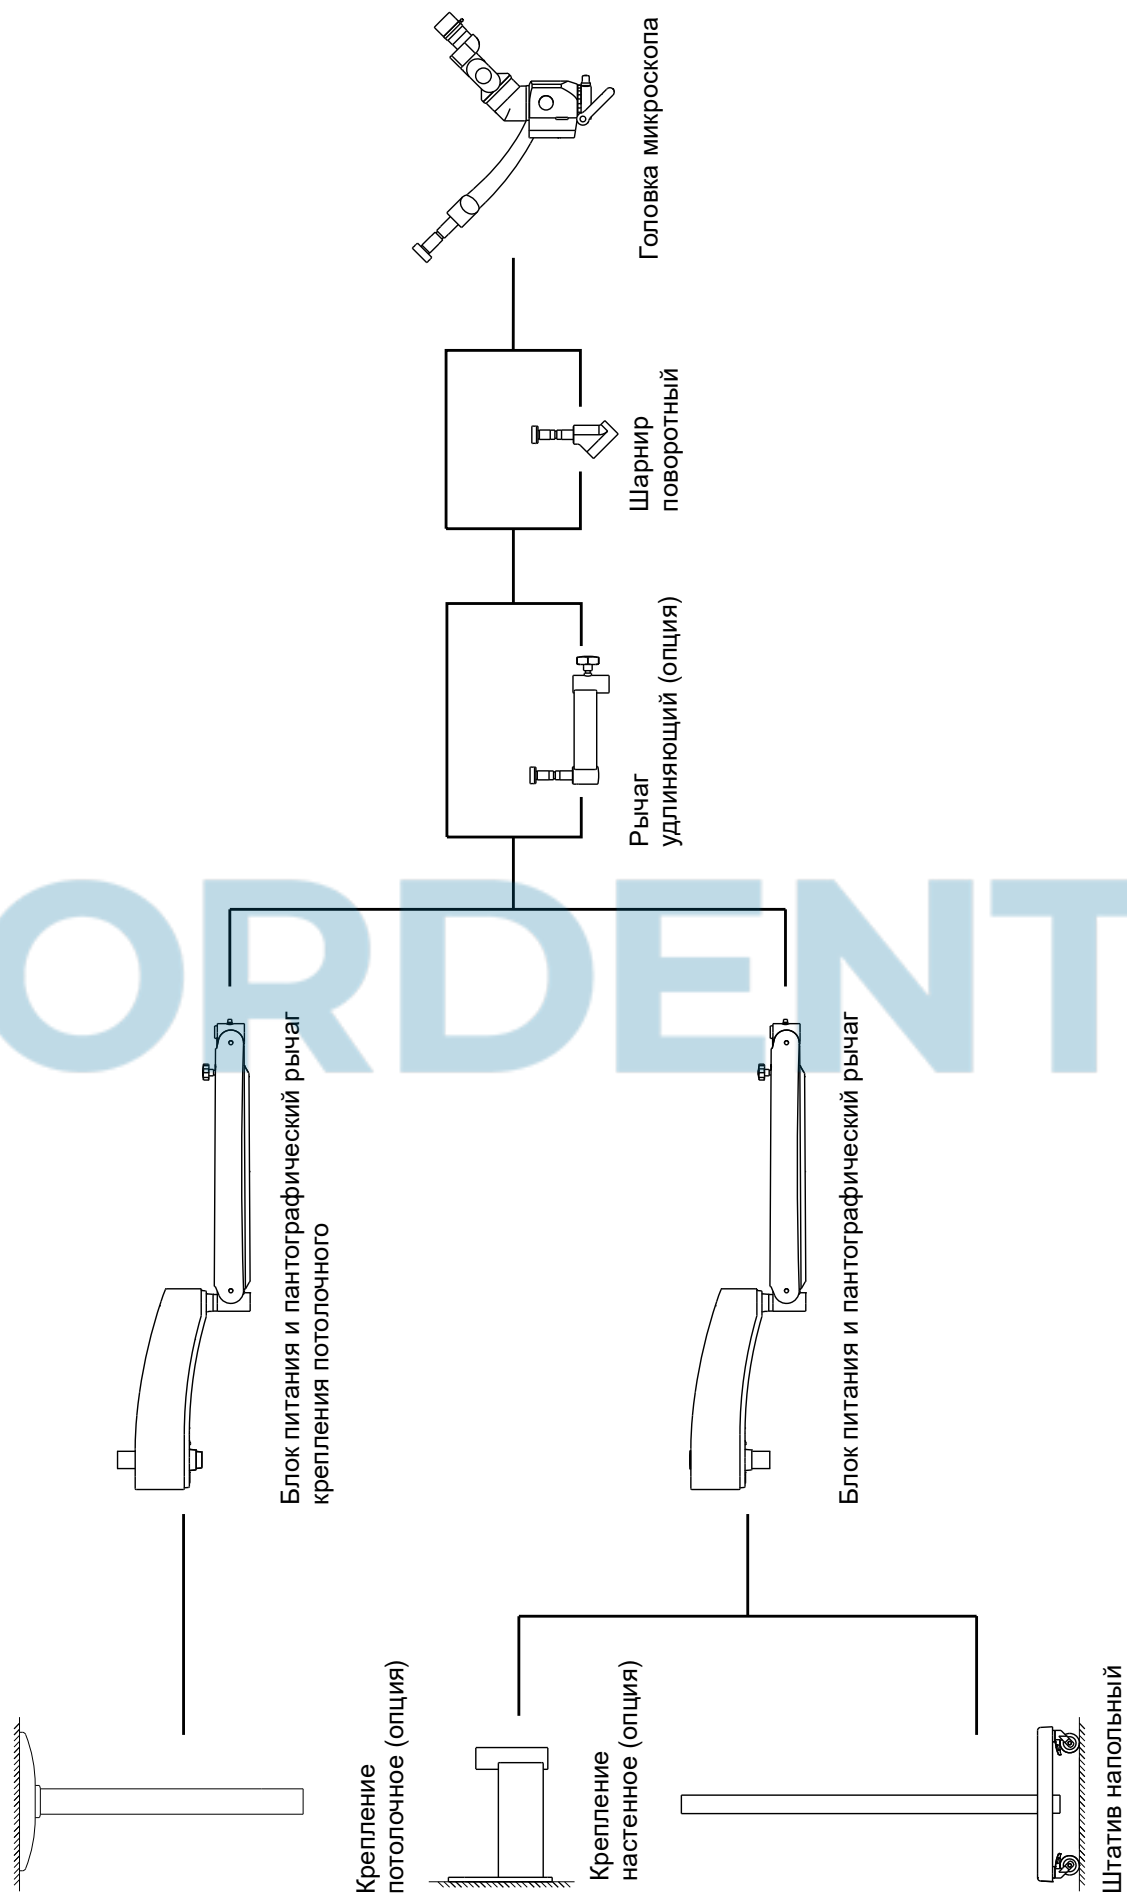 Головка микроскопа
Шарнир
поворотный
Рычаг
удлиняющий (опция)
ORDENT
Блок питания и пантографический рычаг
крепления потолочного
Блок питания и пантографический рычаг
Крепление
потолочное (опция)
Крепление
настенное (опция)
Штатив напольный